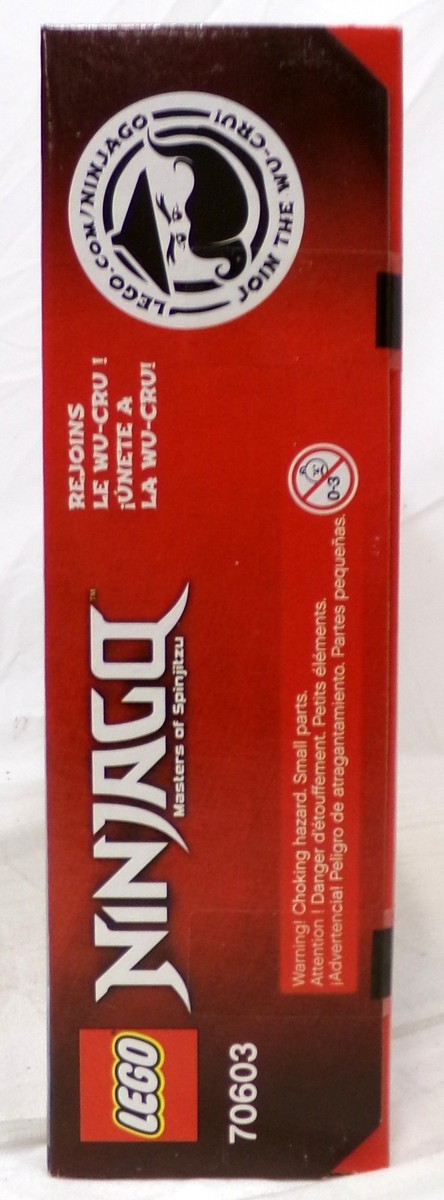 LEGO
NINJAGO™
Masters of Spinjitzu
70603
REJOINS
LE WU-CRU !
¡ÚNETE A
LA WU-CRU!
LEGO.COM/NINJAGO
JOIN THE WU-CRU!
Warning! Choking hazard. Small parts.
Attention ! Danger d'étouffement. Petits éléments.
¡Advertencia! Peligro de atragantamiento. Partes pequeñas.
0-3